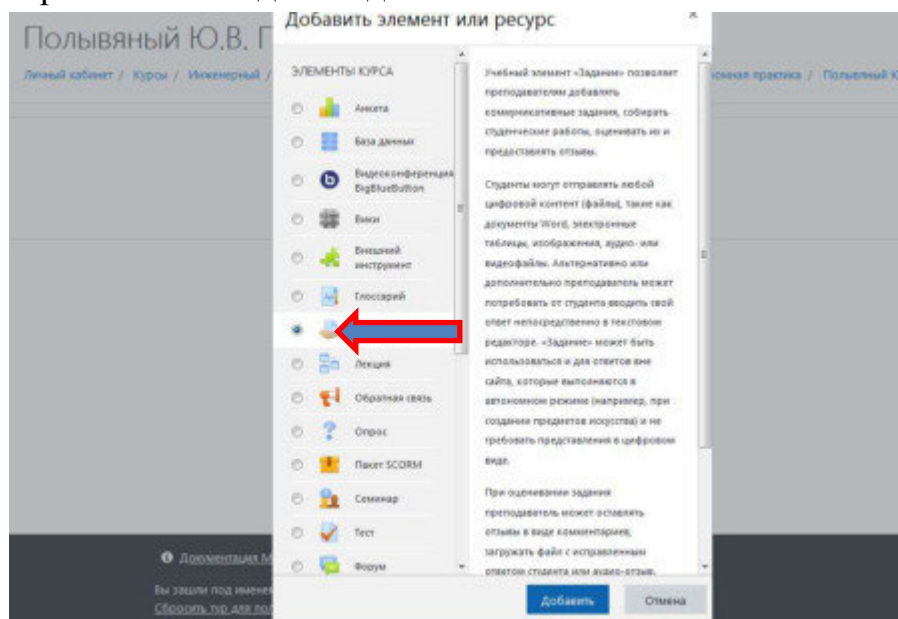 Добавить элемент или ресурс
×
Полывяный Ю.В.
Личный кабинет / Курсы / Инженерный /
практика / Полывяный Ю
ЭЛЕМЕНТЫ КУРСА
Анкета
База данных
Видеоконференция
BigBlueButton
Вики
Внешний
инструмент
Глоссарий
Лекция
Обратная связь
Опрос
Пакет SCORM
Семинар
Тест
Форум
Учебный элемент «Задание» позволяет
преподавателям добавлять
коммуникативные задания, собирать
студенческие работы, оценивать их и
предоставлять отзывы.
Студенты могут отправлять любой
цифровой контент (файлы), такие как
документы Word, электронные
таблицы, изображения, аудио- или
видеофайлы. Альтернативно или
дополнительно преподаватель может
потребовать от студента вводить свой
ответ непосредственно в текстовом
редакторе. «Задание» может быть
использоваться и для ответов вне
сайта, которые выполняются в
автономном режиме (например, при
создании предметов искусства) и не
требовать представления в цифровом
виде.
При оценивании задания
преподаватель может оставлять
отзывы в виде комментариев,
загружать файл с исправленным
ответом студента или аудио-отзыв.
Документация
Вы зашли под
Сбросить тур для
Добавить
Отмена